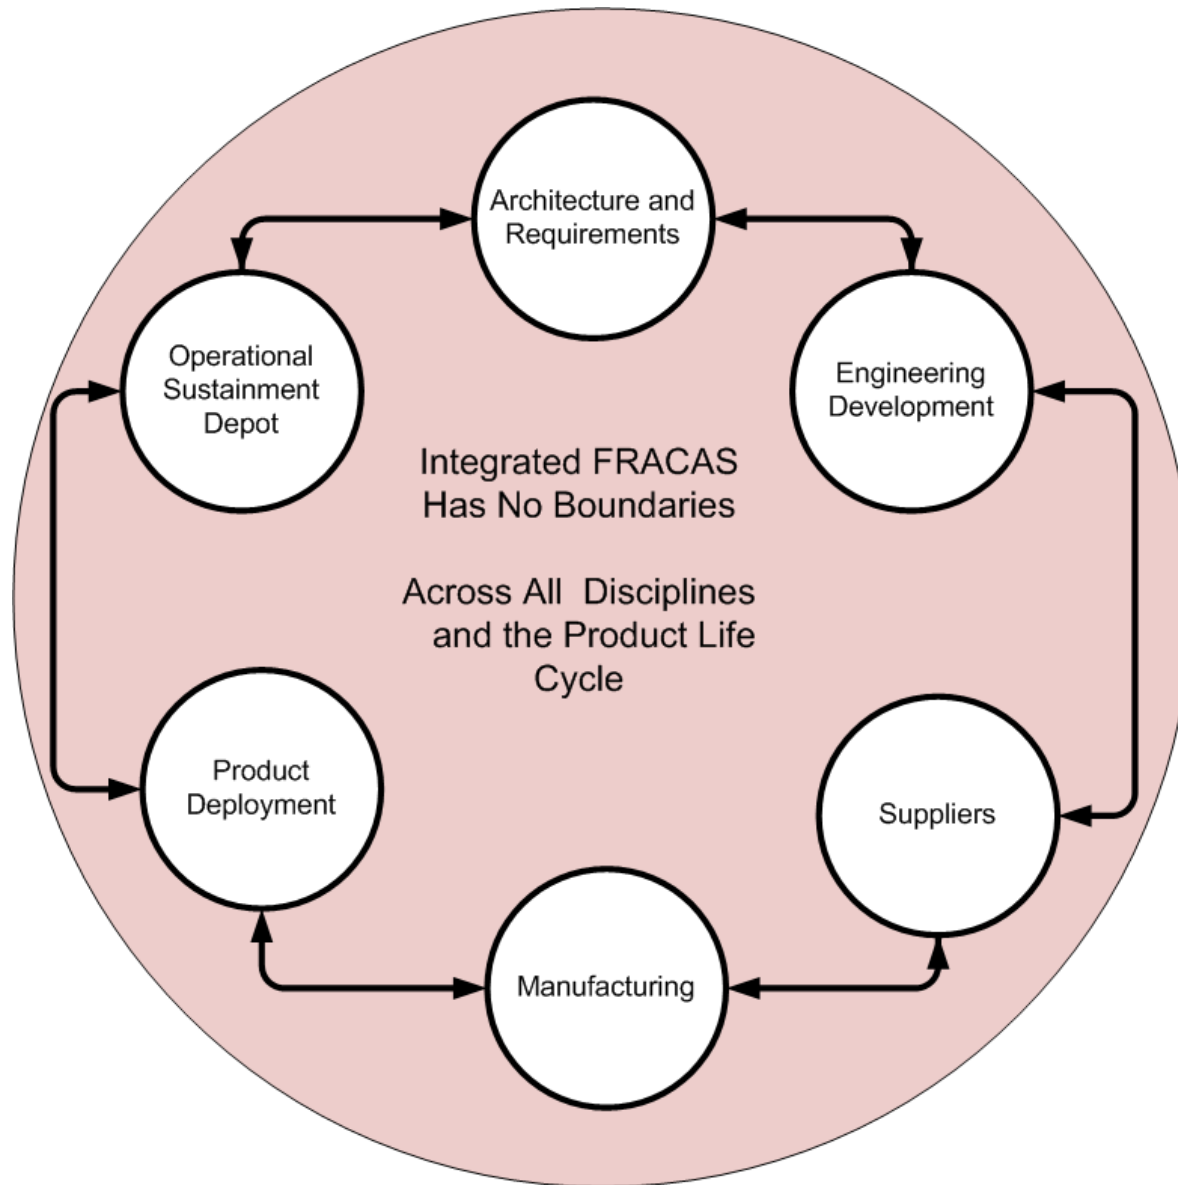 Architecture and
Requirements
Operational
Sustainment
Depot
Engineering
Development
Integrated FRACAS
Has No Boundaries
Across All Disciplines
and the Product Life
Cycle
Product
Deployment
Suppliers
Manufacturing